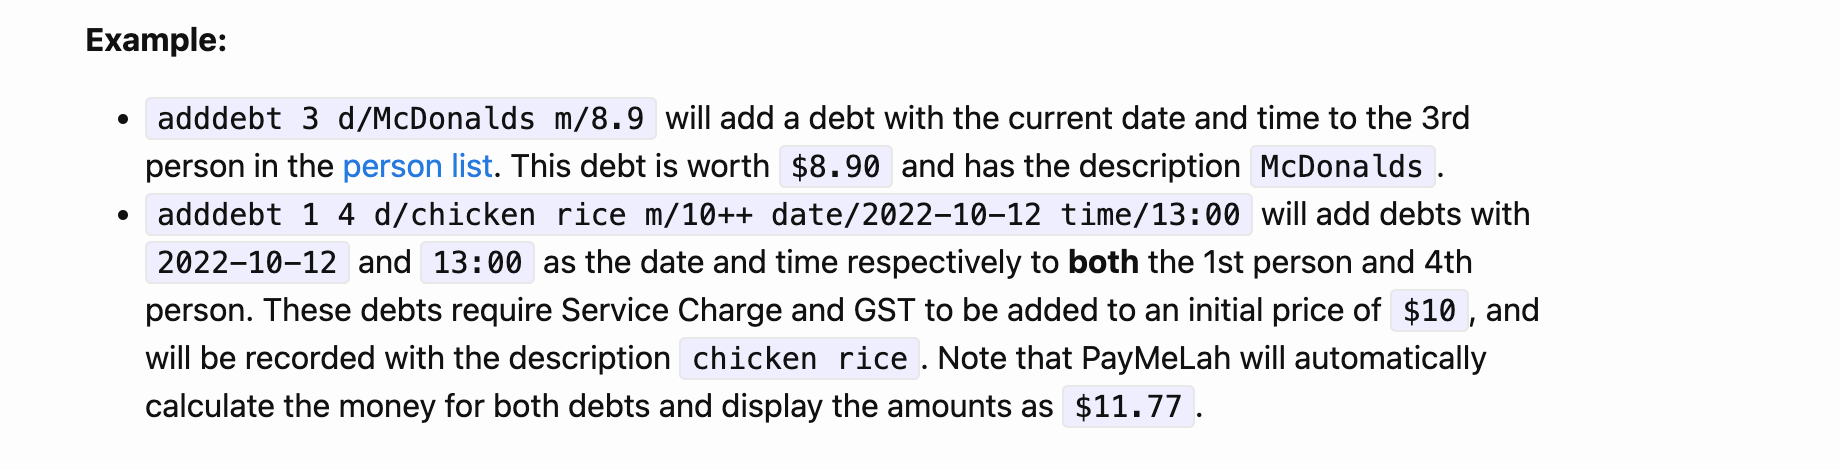 Example:
• adddebt 3 d/McDonalds m/8.9 will add a debt with the current date and time to the 3rd
person in the person list. This debt is worth $8.90 and has the description McDonalds.
• adddebt 1 4 d/chicken rice m/10++ date/2022-10-12 time/13:00 will add debts with
2022-10-12 and 13:00 as the date and time respectively to both the 1st person and 4th
person. These debts require Service Charge and GST to be added to an initial price of $10, and
will be recorded with the description chicken rice. Note that PayMeLah will automatically
calculate the money for both debts and display the amounts as $11.77.